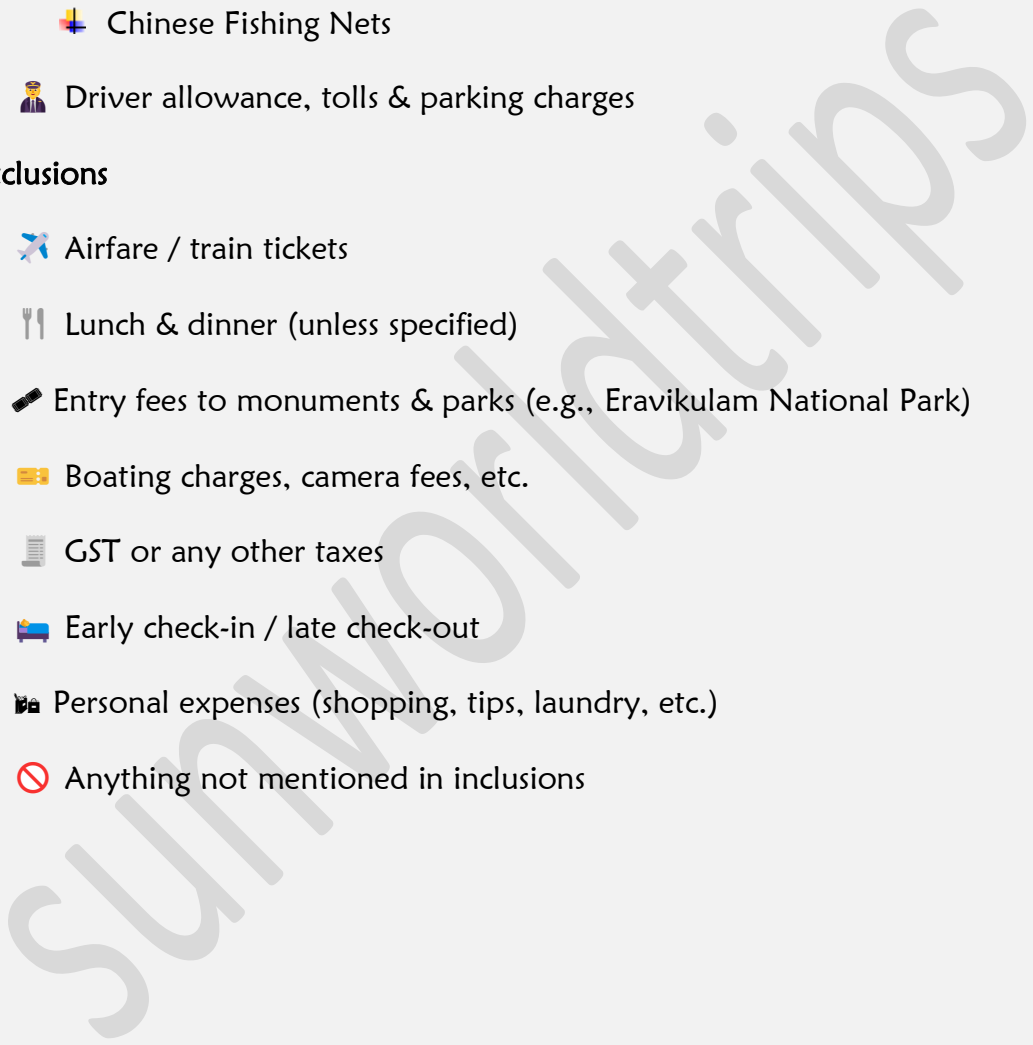 Chinese Fishing Nets
Driver allowance, tolls & parking charges
clusions
Airfare / train tickets
Lunch & dinner (unless specified)
Entry fees to monuments & parks (e.g., Eravikulam National Park)
Boating charges, camera fees, etc.
GST or any other taxes
Early check-in / late check-out
Personal expenses (shopping, tips, laundry, etc.)
Anything not mentioned in inclusions
sunworldtrips